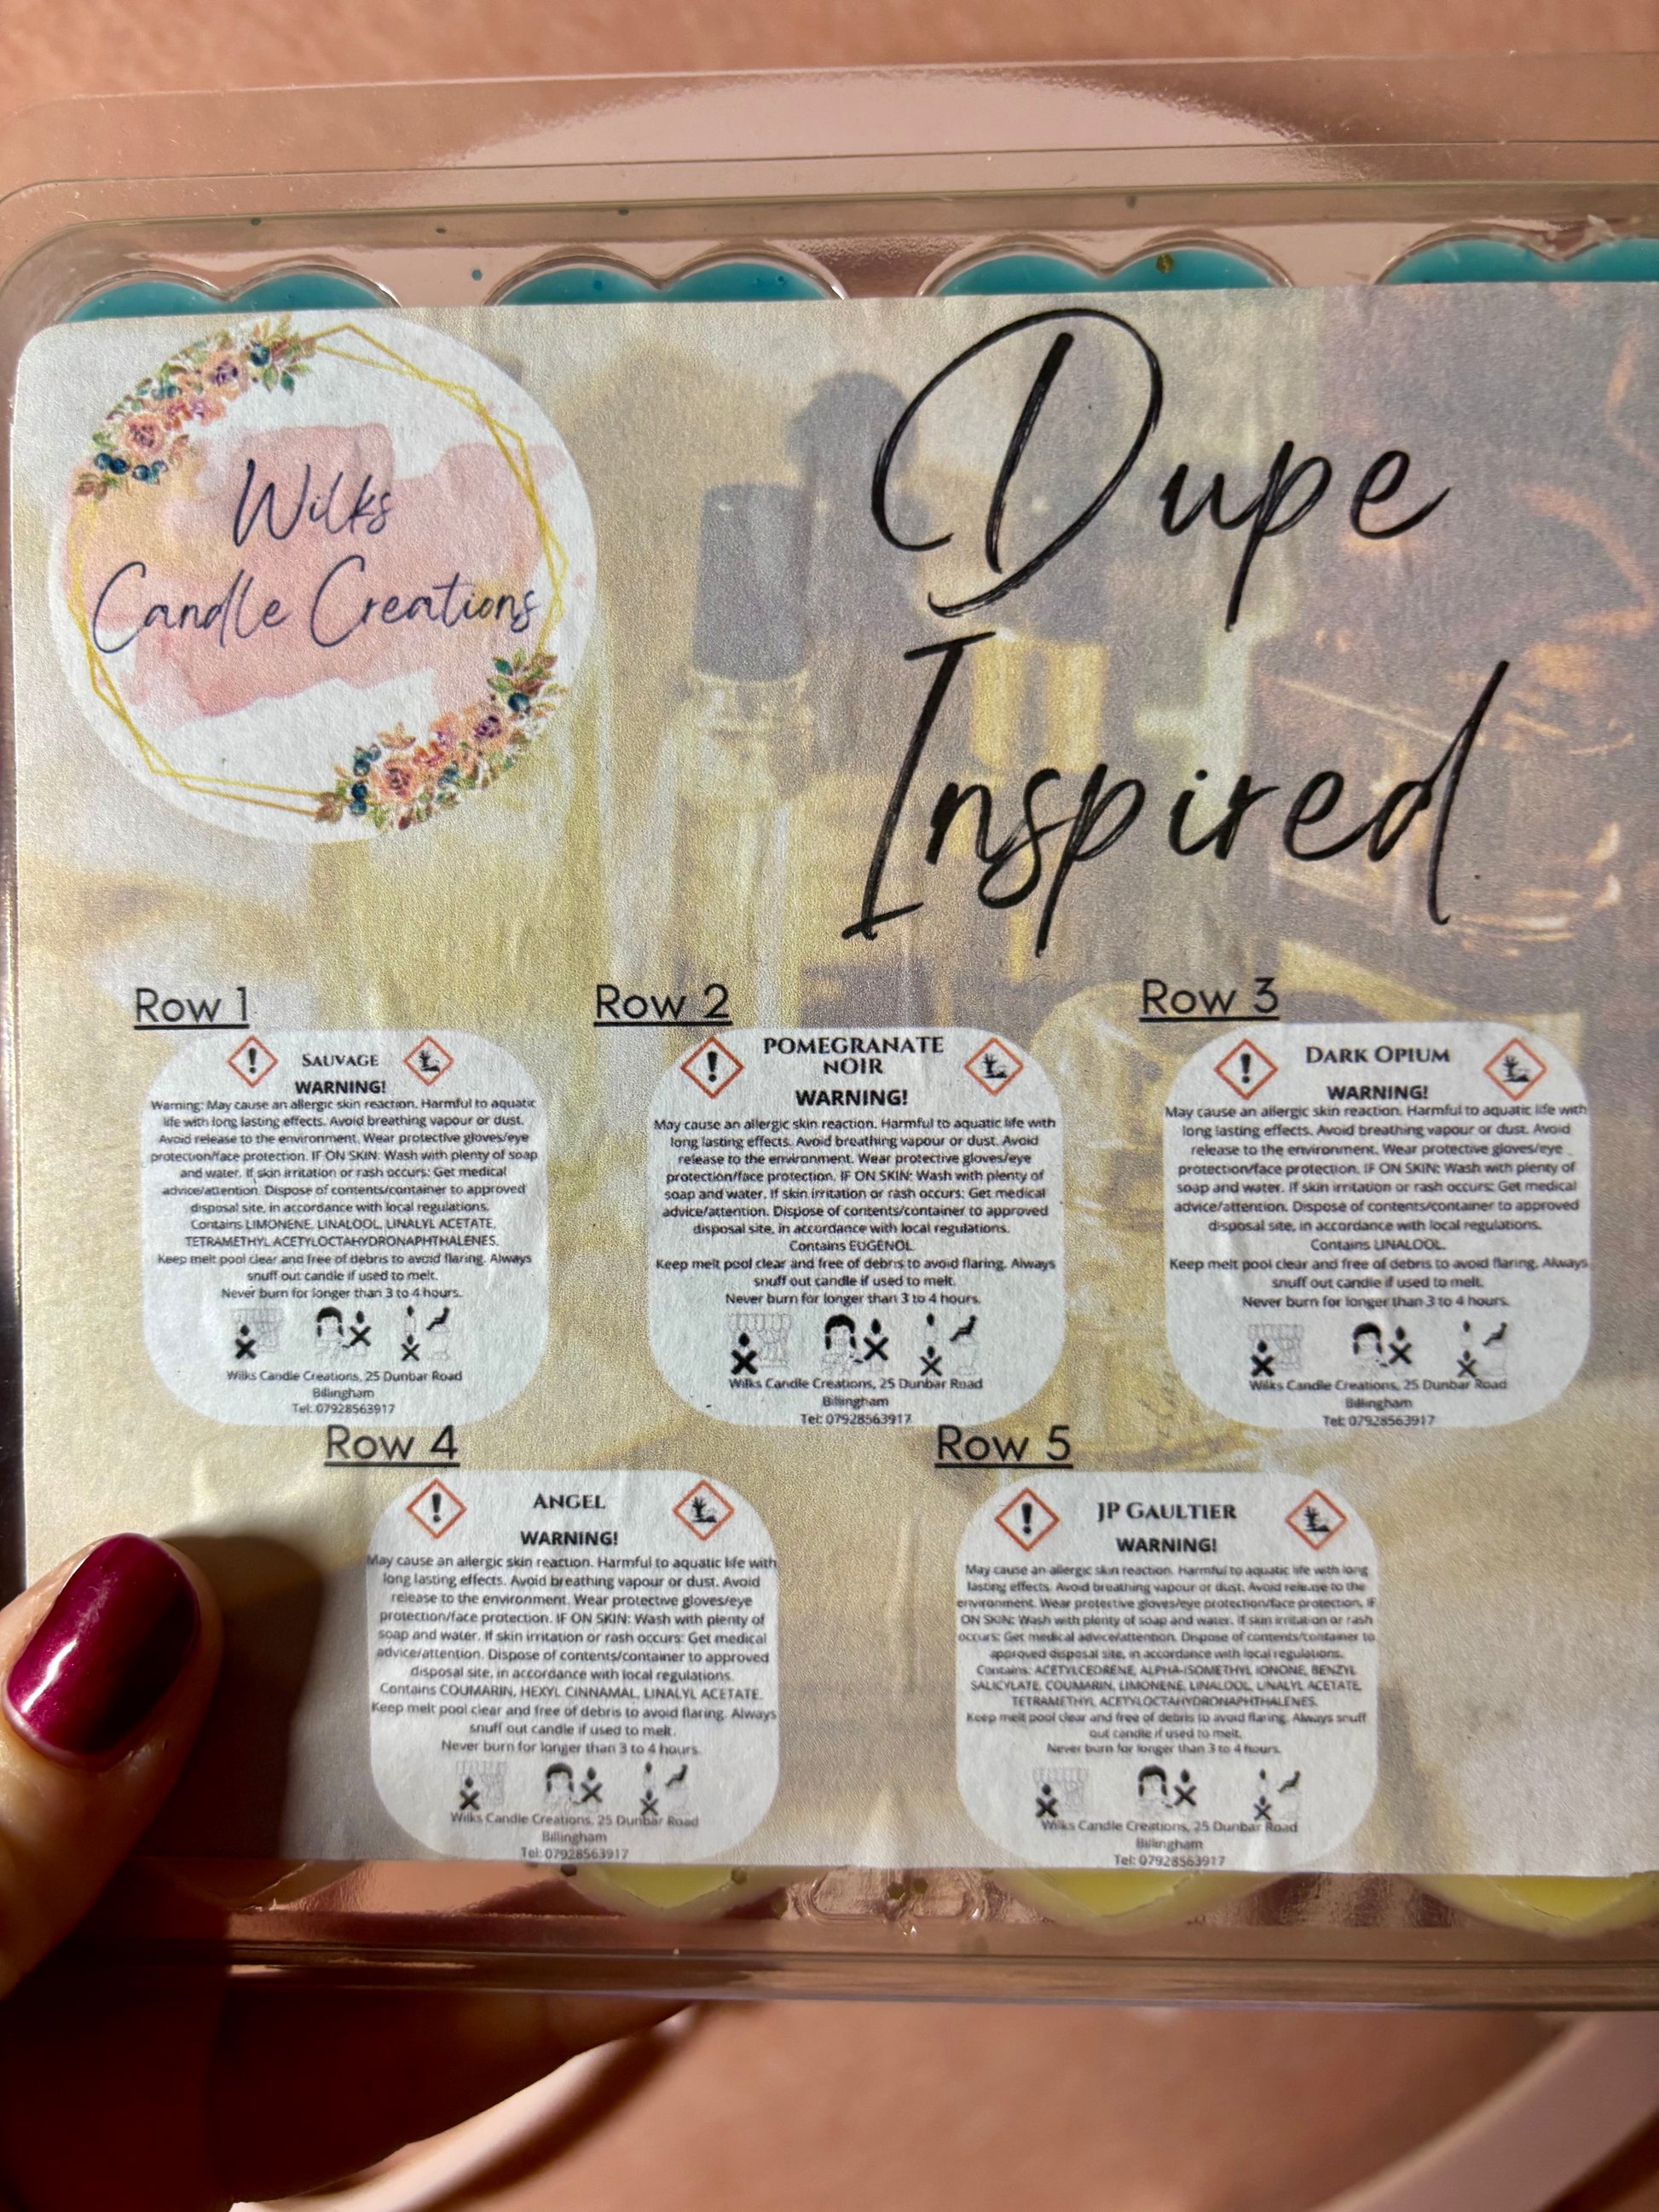 Wilks
Candle Creations
Dupe
Inspired
Row 1
SAUVAGE
WARNING!
Warning: May cause an allergic skin reaction. Harmful to aquatic
life with long lasting effects. Avoid breathing vapour or dust.
Avoid release to the environment. Wear protective gloves/eye
protection/face protection. IF ON SKIN: Wash with plenty of soap
and water. If skin irritation or rash occurs: Get medical
advice/attention. Dispose of contents/container to approved
disposal site, in accordance with local regulations.
Contains LIMONENE, LINALOOL, LINALYL ACETATE,
TETRAMETHYL ACETYLOCTAHYDRONAPHTHALENES.
Keep melt pool clear and free of debris to avoid flaring. Always
snuff out candle if used to melt.
Never burn for longer than 3 to 4 hours.
Wilks Candle Creations, 25 Dunbar Road
Billingham
Tel: 07928563917
Row 2
POMEGRANATE
NOIR
WARNING!
May cause an allergic skin reaction. Harmful to aquatic life with
long lasting effects. Avoid breathing vapour or dust. Avoid
release to the environment. Wear protective gloves/eye
protection/face protection. IF ON SKIN: Wash with plenty of
soap and water. If skin irritation or rash occurs: Get medical
advice/attention. Dispose of contents/container to approved
disposal site, in accordance with local regulations.
Contains EUGENOL
Keep melt pool clear and free of debris to avoid flaring. Always
snuff out candle if used to melt.
Never burn for longer than 3 to 4 hours.
Wilks Candle Creations, 25 Dunbar Road
Billingham
Tel: 07928563917
Row 3
DARK OPIUM
WARNING!
May cause an allergic skin reaction. Harmful to aquatic life with
long lasting effects. Avoid breathing vapour or dust. Avoid
release to the environment. Wear protective gloves/eye
protection/face protection. IF ON SKIN: Wash with plenty of
soap and water. If skin irritation or rash occurs: Get medical
advice/attention. Dispose of contents/container to approved
disposal site, in accordance with local regulations.
Contains LINALOOL.
Keep melt pool clear and free of debris to avoid flaring. Always
snuff out candle if used to melt.
Never burn for longer than 3 to 4 hours.
Wilks Candle Creations, 25 Dunbar Road
Billingham
Tel: 07928563917
Row 4
ANGEL
WARNING!
May cause an allergic skin reaction. Harmful to aquatic life with
long lasting effects. Avoid breathing vapour or dust. Avoid
release to the environment. Wear protective gloves/eye
protection/face protection. IF ON SKIN: Wash with plenty of
soap and water. If skin irritation or rash occurs: Get medical
advice/attention. Dispose of contents/container to approved
disposal site, in accordance with local regulations.
Contains COUMARIN, HEXYL CINNAMAL, LINALYL ACETATE.
Keep melt pool clear and free of debris to avoid flaring. Always
snuff out candle if used to melt.
Never burn for longer than 3 to 4 hours.
Wilks Candle Creations, 25 Dunbar Road
Billingham
Tel: 07928563917
Row 5
JP GAULTIER
WARNING!
May cause an allergic skin reaction. Harmful to aquatic life with long
lasting effects. Avoid breathing vapour or dust. Avoid release to the
environment. Wear protective gloves/eye protection/face protection. IF
ON SKIN: Wash with plenty of soap and water. If skin irritation or rash
occurs: Get medical advice/attention. Dispose of contents/container to
approved disposal site, in accordance with local regulations.
Contains: ACETYLCEDRENE, ALPHA-ISOMETHYL IONONE, BENZYL
SALICYLATE, COUMARIN, LIMONENE, LINALOOL, LINALYL ACETATE,
TETRAMETHYL ACETYLOCTAHYDRONAPHTHALENES.
Keep melt pool clear and free of debris to avoid flaring. Always snuff
out candle if used to melt.
Never burn for longer than 3 to 4 hours.
Wilks Candle Creations, 25 Dunbar Road
Billingham
Tel: 07928563917